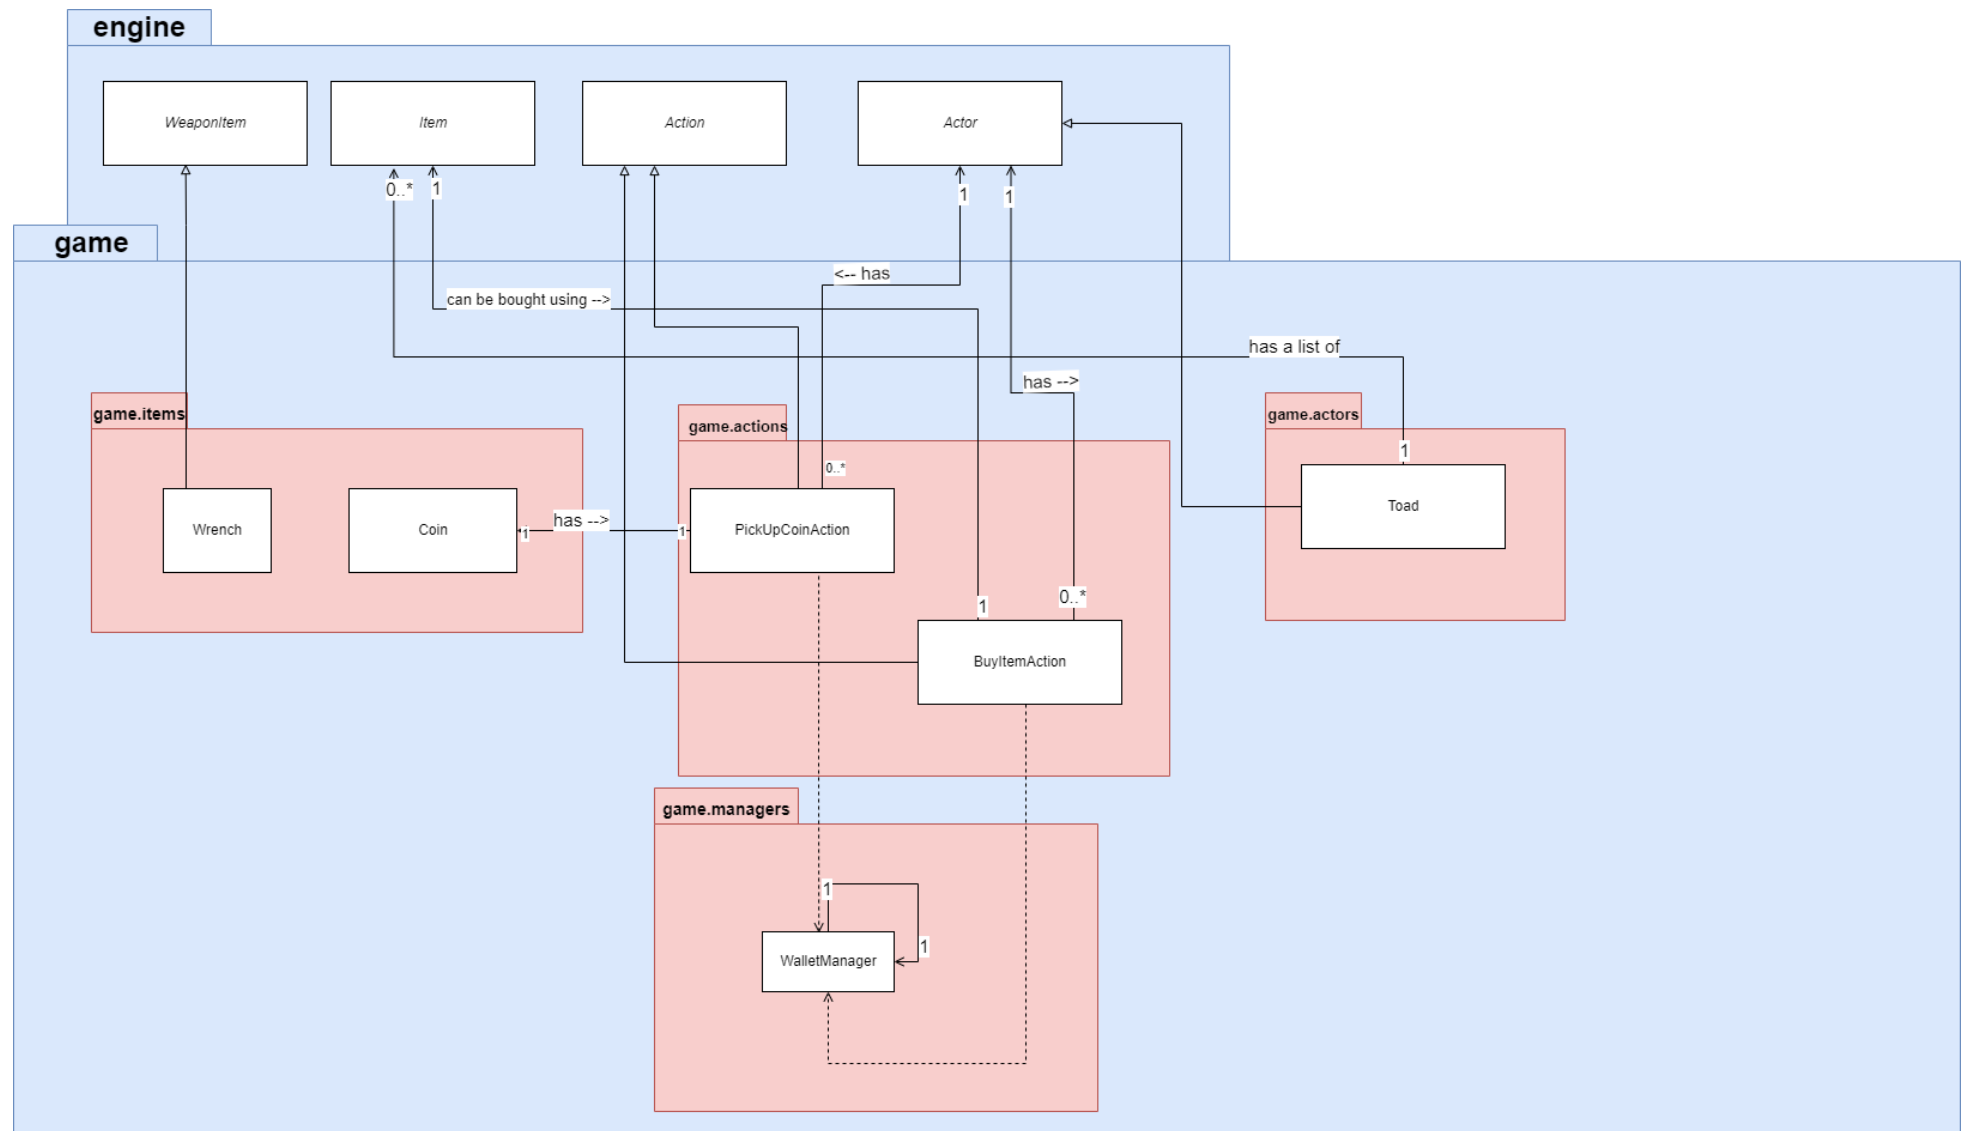 engine
WeaponItem
Item
Action
Actor
0..*
1
1
1
game
<-- has
can be bought using -->
has a list of
has -->
game.items
game.actions
game.actors
1
0..*
Wrench
Coin
1
has -->
1
PickUpCoinAction
Toad
1
0..*
BuyItemAction
game.managers
1
1
WalletManager